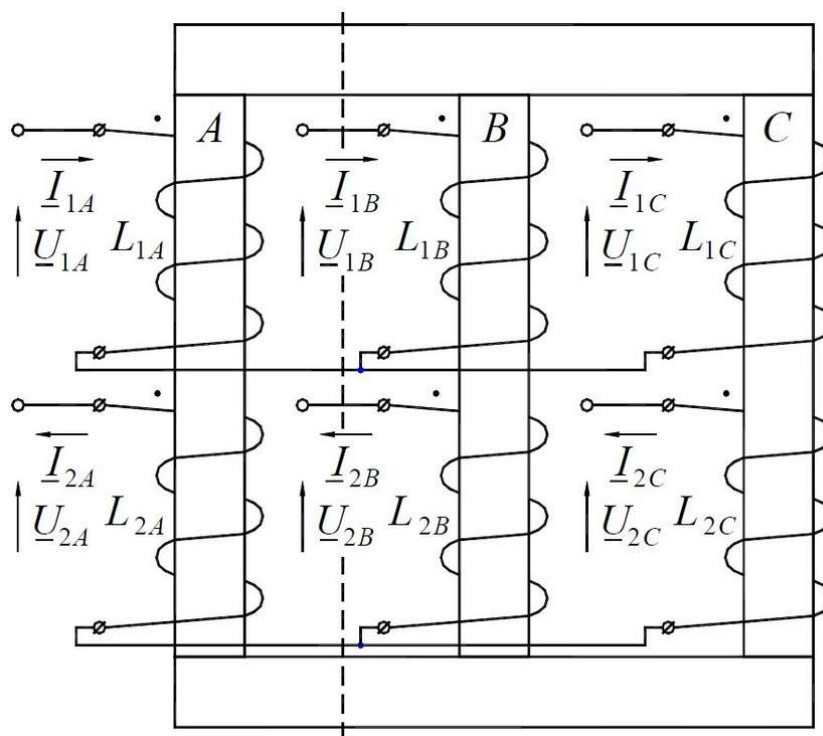 A B C
I1A I1B I1C
U1A L1A U1B L1B U1C L1C
I2A I2B I2C
U2A L2A U2B L2B U2C L2C